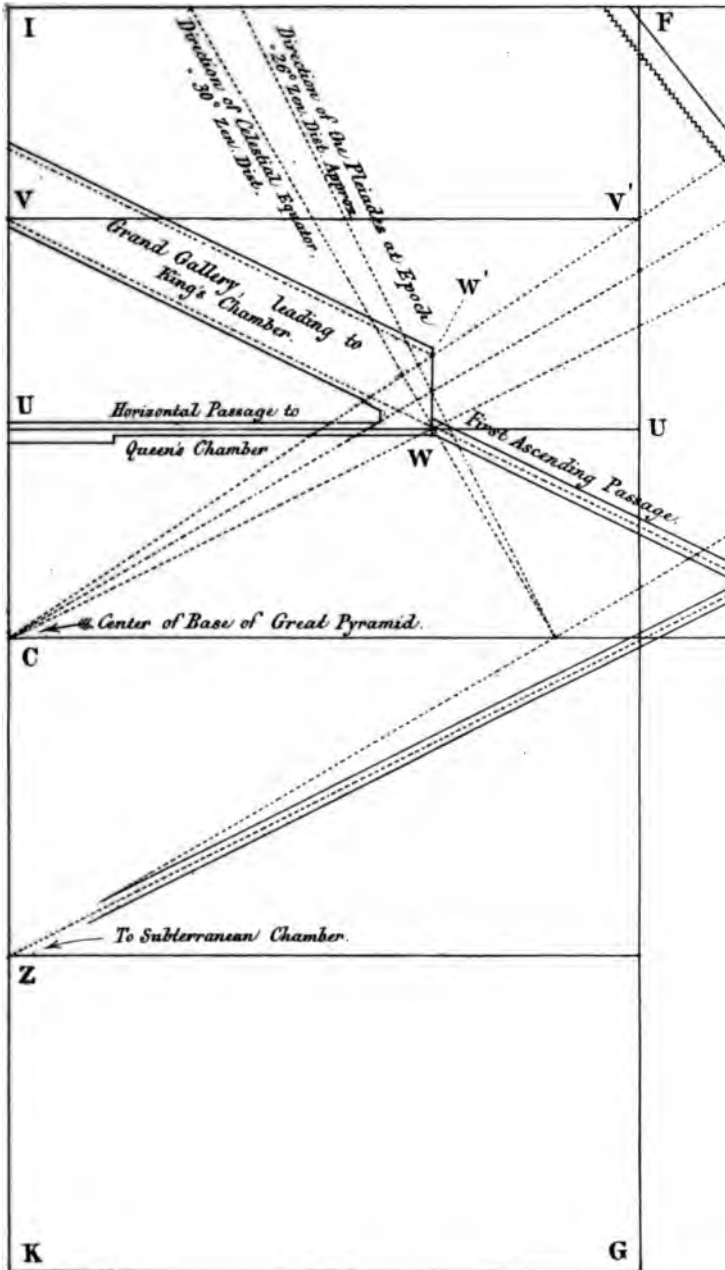 I
F
Direction of Celestial Equator.
. 30° Zen. Dist.
Direction of the Pleiades at Epoch
. 26° Zen. Dist. Approx.
V
V'
Grand Gallery, leading to
King's Chamber.
W'
U
Horizontal Passage to
U
Queen's Chamber
W
First Ascending Passage.
Center of Base of Great Pyramid.
C
To Subterranean Chamber.
Z
K
G